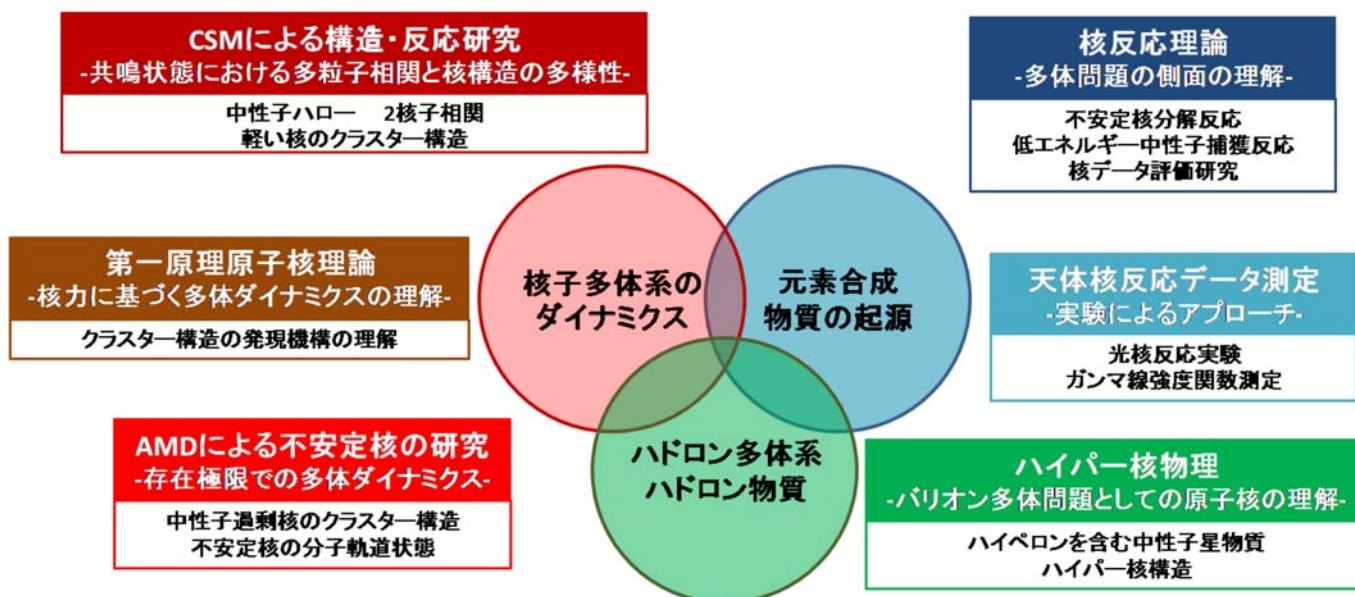 CSMによる構造・反応研究
-共鳴状態における多粒子相関と核構造の多様性-
中性子ハロー 2核子相関
軽い核のクラスター構造
核反応理論
-多体問題の側面の理解-
不安定核分解反応
低エネルギー中性子捕獲反応
核データ評価研究
第一原理原子核理論
-核力に基づく多体ダイナミクスの理解-
クラスター構造の発現機構の理解
核子多体系の
ダイナミクス
元素合成
物質の起源
天体核反応データ測定
-実験によるアプローチ-
光核反応実験
ガンマ線強度関数測定
AMDによる不安定核の研究
-存在極限での多体ダイナミクス-
中性子過剰核のクラスター構造
不安定核の分子軌道状態
ハドロン多体系
ハドロン物質
ハイパー核物理
-バリオン多体問題としての原子核の理解-
ハイペロンを含む中性子星物質
ハイパー核構造